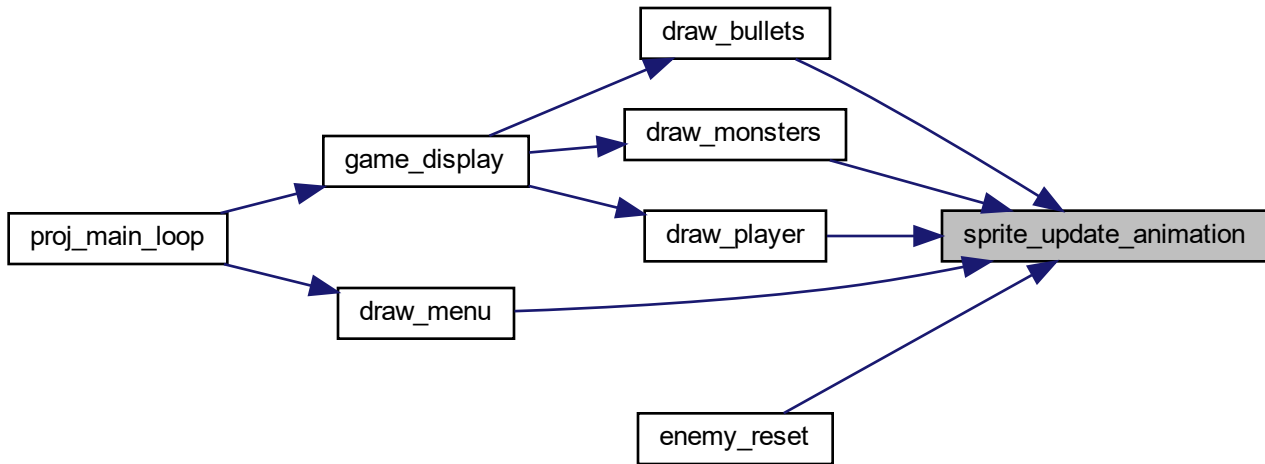 draw_bullets
draw_monsters
game_display
proj_main_loop
draw_player
sprite_update_animation
draw_menu
enemy_reset